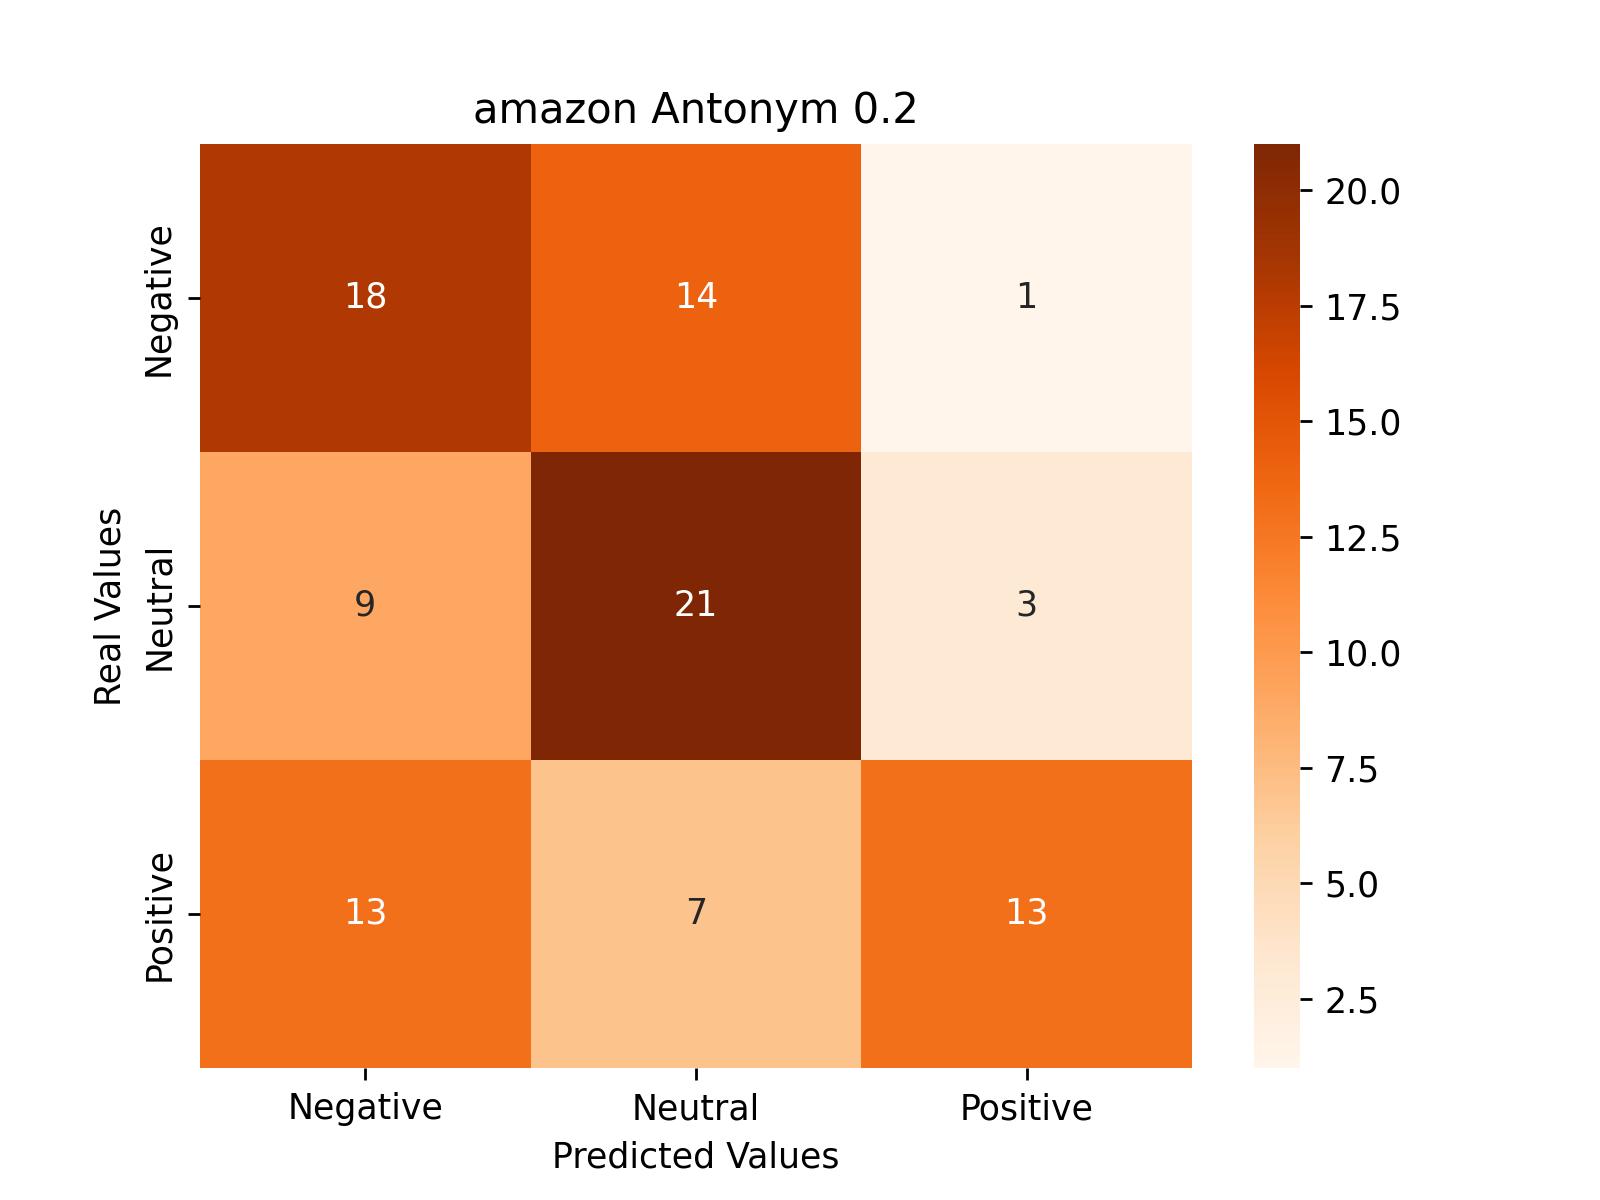 amazon Antonym 0.2
Real Values
Negative
18
14
1
Neutral
9
21
3
Positive
13
7
13
Negative
Neutral
Positive
Predicted Values
20.0
17.5
15.0
12.5
10.0
7.5
5.0
2.5